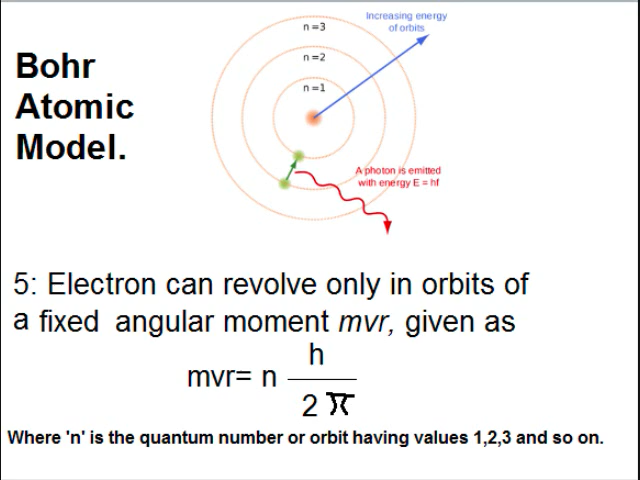 Bohr
Atomic
Model.
Increasing energy
of orbits
n=3
n=2
n=1
A photon is emitted
with energy E = hf
5: Electron can revolve only in orbits of
a fixed angular moment mvr, given as
mvr= n h
2 π
Where 'n' is the quantum number or orbit having values 1,2,3 and so on.